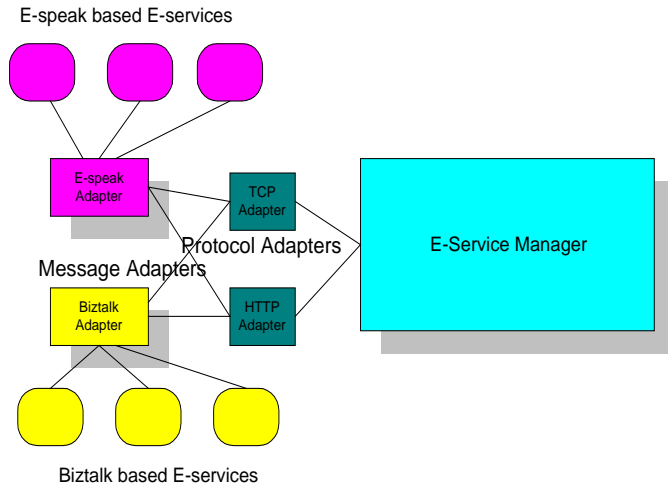 E-speak based E-services
E-speak
Adapter
TCP
Adapter
Protocol Adapters
E-Service Manager
Message Adapters
Biztalk
Adapter
HTTP
Adapter
Biztalk based E-services